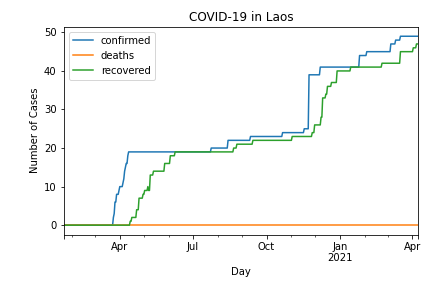 COVID-19 in Laos
confirmed
deaths
recovered
Number of Cases
50
40
30
20
10
0
Apr Jul Oct Jan Apr
2021
Day